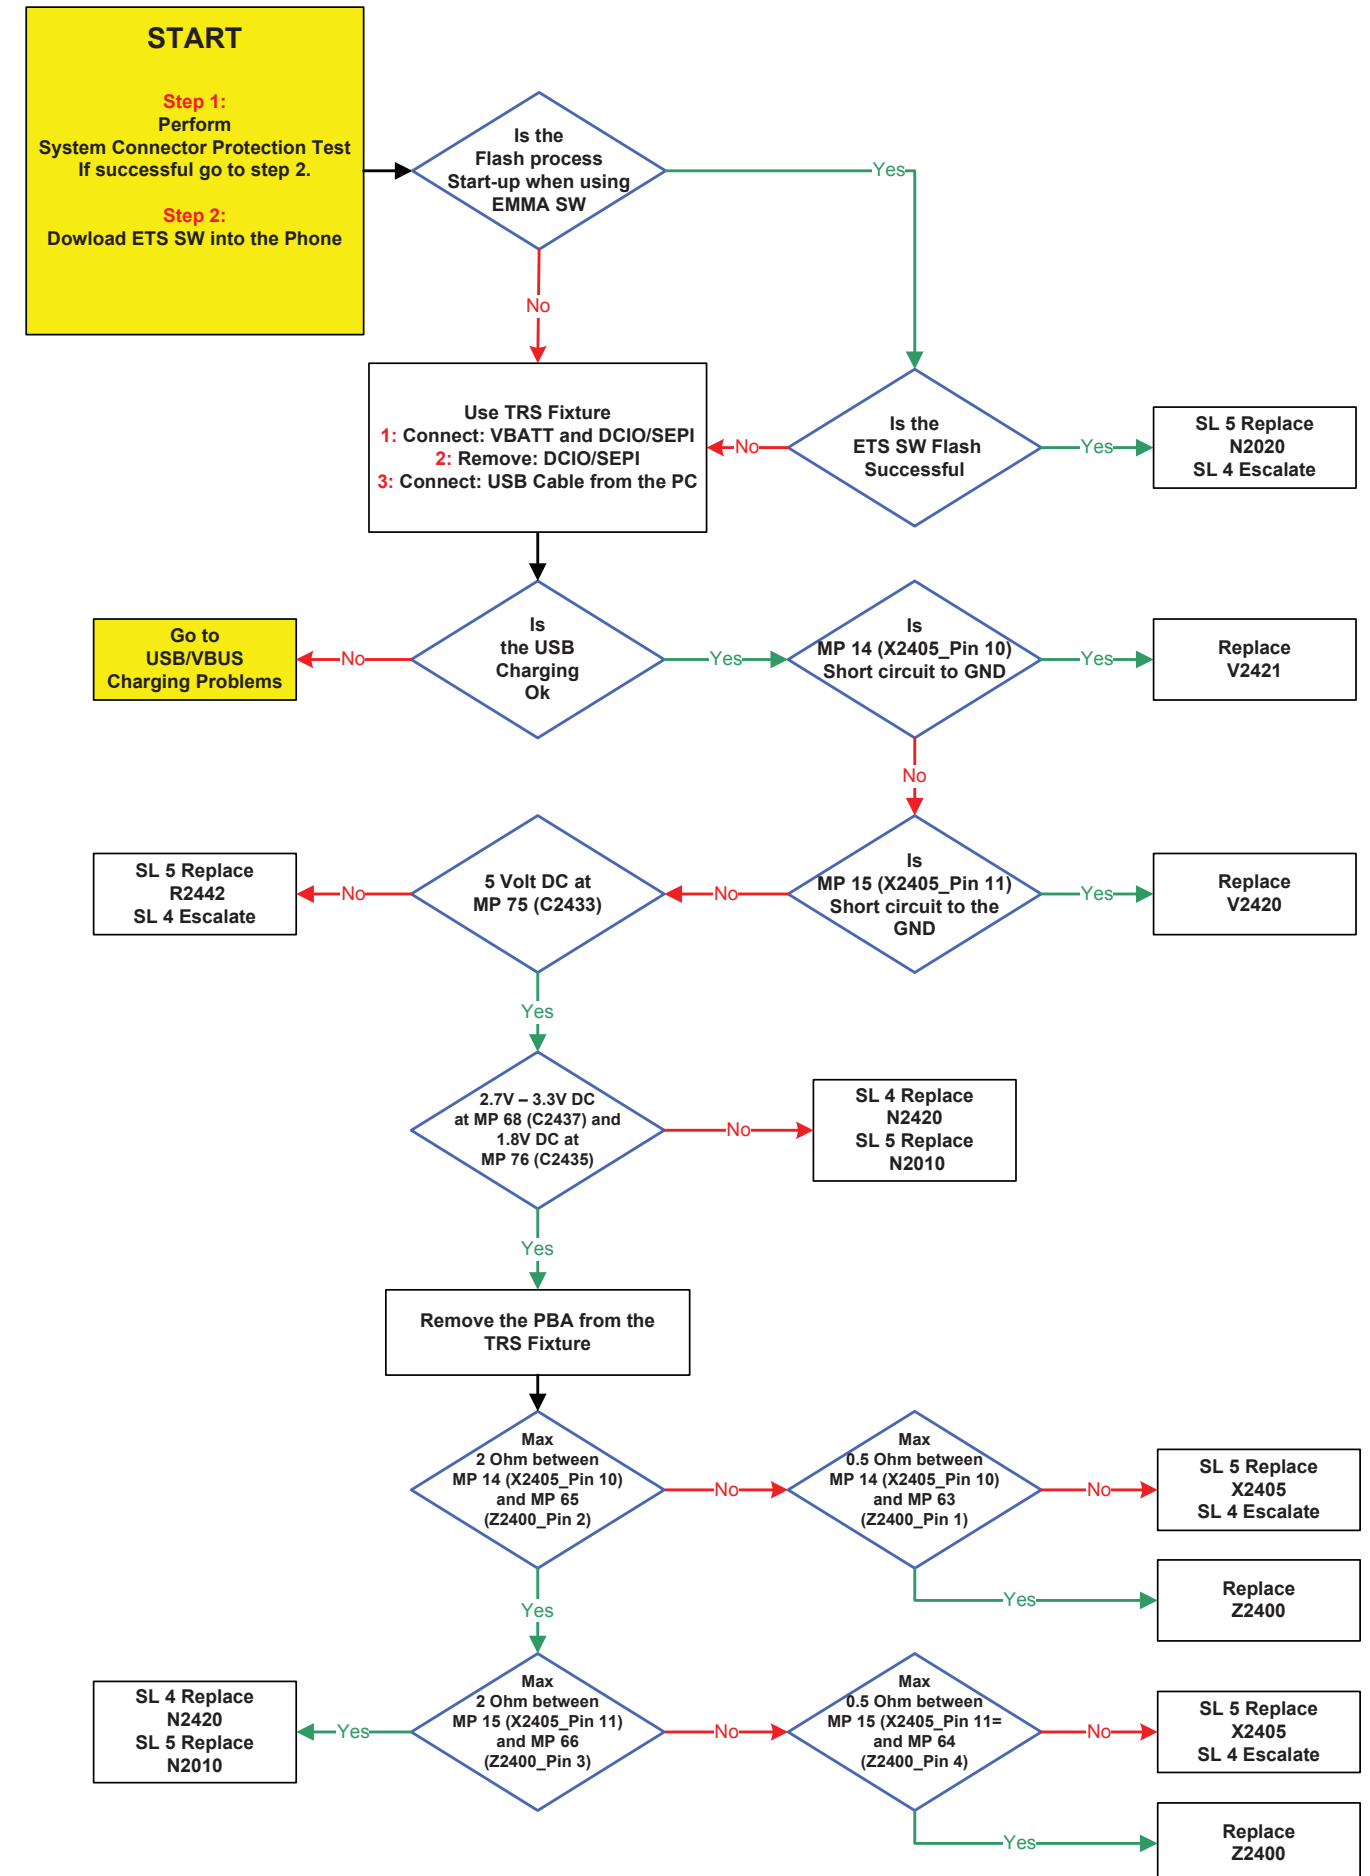 START
Step 1:
Perform
System Connector Protection Test
If successful go to step 2.
Step 2:
Dowload ETS SW into the Phone
Is the
Flash process
Start-up when using
EMMA SW
Yes
No
Use TRS Fixture
1: Connect: VBATT and DCIO/SEPI
2: Remove: DCIO/SEPI
3: Connect: USB Cable from the PC
No
Is the
ETS SW Flash
Successful
Yes
SL 5 Replace
N2020
SL 4 Escalate
Go to
USB/VBUS
Charging Problems
No
Is
the USB
Charging
Ok
Yes
Is
MP 14 (X2405_Pin 10)
Short circuit to GND
Yes
Replace
V2421
No
SL 5 Replace
R2442
SL 4 Escalate
No
5 Volt DC at
MP 75 (C2433)
No
Is
MP 15 (X2405_Pin 11)
Short circuit to the
GND
Yes
Replace
V2420
Yes
2.7V – 3.3V DC
at MP 68 (C2437) and
1.8V DC at
MP 76 (C2435)
No
SL 4 Replace
N2420
SL 5 Replace
N2010
Yes
Remove the PBA from the
TRS Fixture
Max
2 Ohm between
MP 14 (X2405_Pin 10)
and MP 65
(Z2400_Pin 2)
No
Max
0.5 Ohm between
MP 14 (X2405_Pin 10)
and MP 63
(Z2400_Pin 1)
No
SL 5 Replace
X2405
SL 4 Escalate
Yes
Replace
Z2400
Yes
SL 4 Replace
N2420
SL 5 Replace
N2010
Yes
Max
2 Ohm between
MP 15 (X2405_Pin 11)
and MP 66
(Z2400_Pin 3)
No
Max
0.5 Ohm between
MP 15 (X2405_Pin 11=
and MP 64
(Z2400_Pin 4)
No
SL 5 Replace
X2405
SL 4 Escalate
Yes
Replace
Z2400